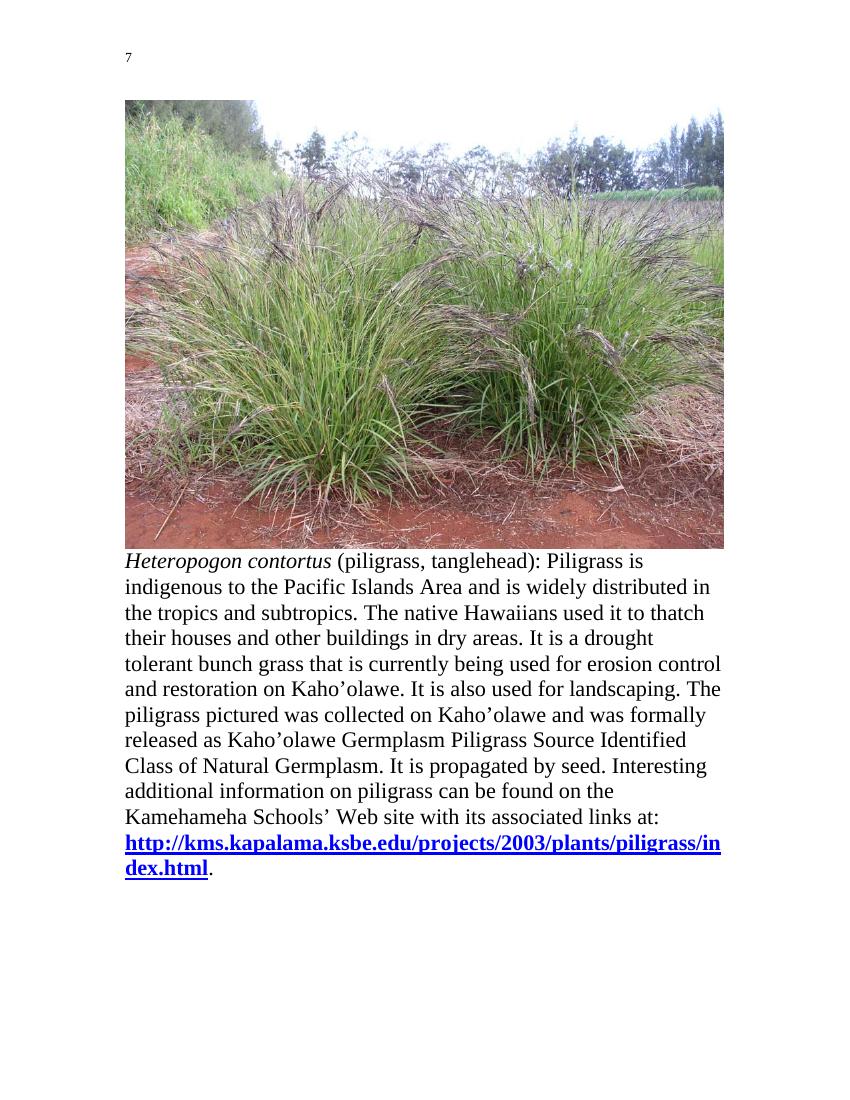 7
Heteropogon contortus (piligrass, tanglehead): Piligrass is
indigenous to the Pacific Islands Area and is widely distributed in
the tropics and subtropics. The native Hawaiians used it to thatch
their houses and other buildings in dry areas. It is a drought
tolerant bunch grass that is currently being used for erosion control
and restoration on Kaho’olawe. It is also used for landscaping. The
piligrass pictured was collected on Kaho’olawe and was formally
released as Kaho’olawe Germplasm Piligrass Source Identified
Class of Natural Germplasm. It is propagated by seed. Interesting
additional information on piligrass can be found on the
Kamehameha Schools’ Web site with its associated links at:
http://kms.kapalama.ksbe.edu/projects/2003/plants/piligrass/in
dex.html.